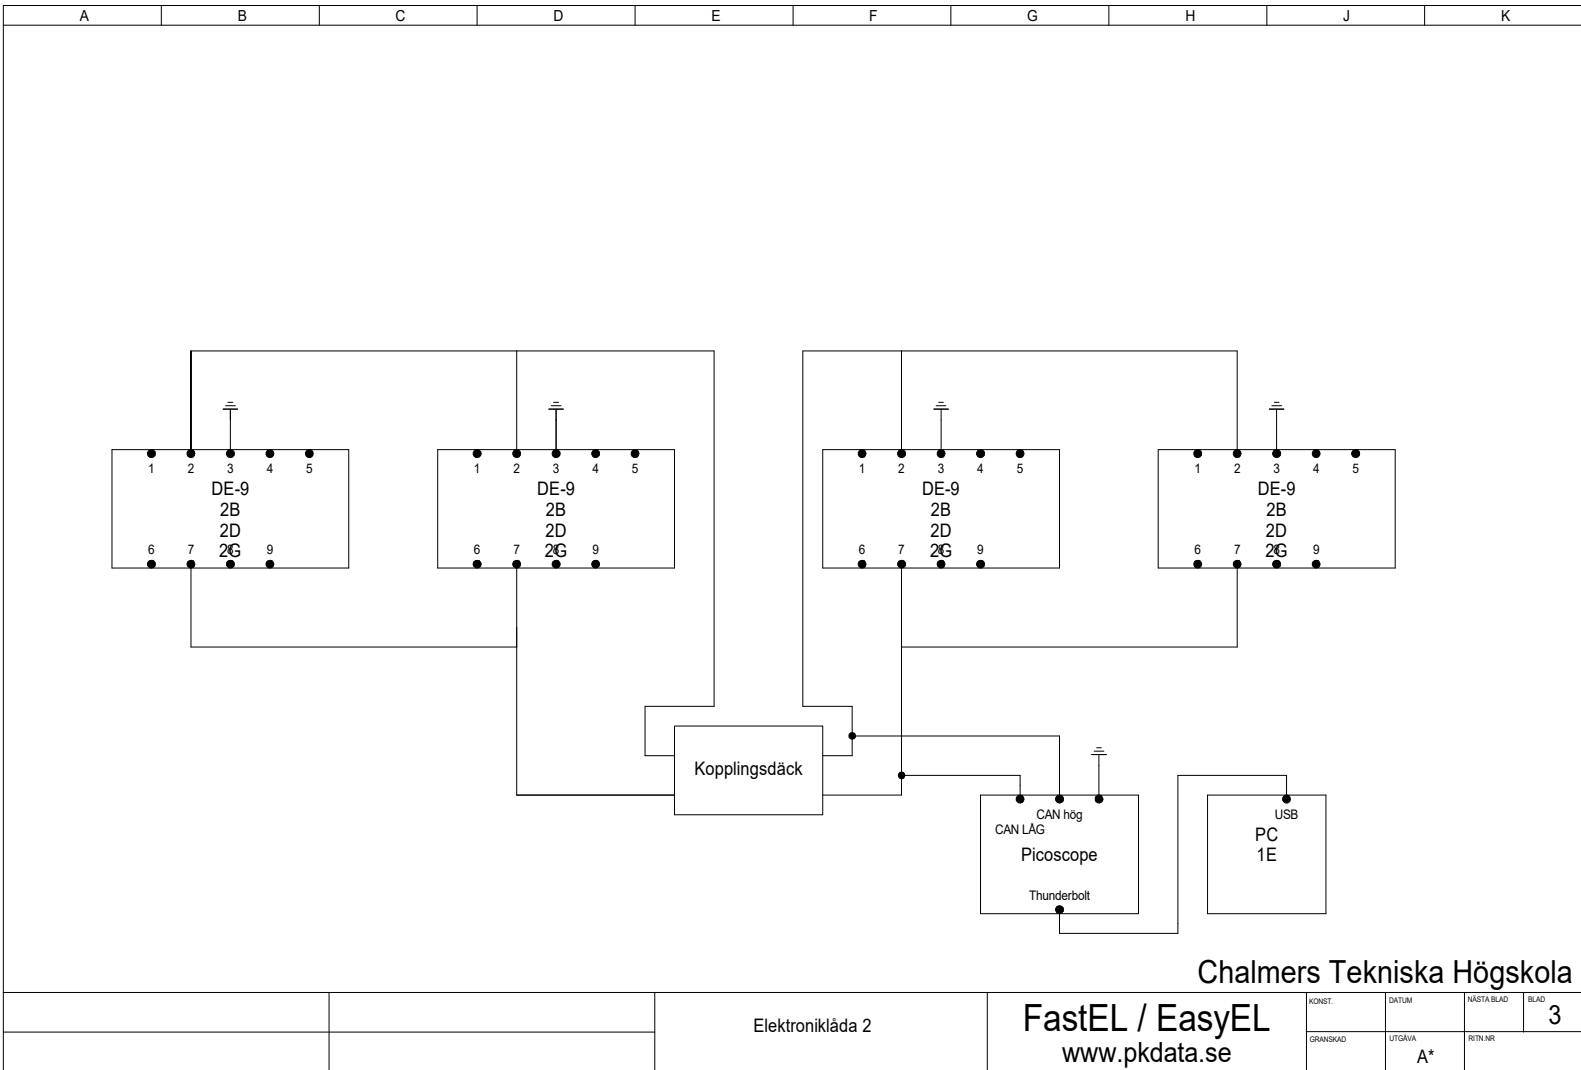 A B C D E F G H J K
1 2 3 4 5
DE-9
2B
2D
2G
6 7 8 9
1 2 3 4 5
DE-9
2B
2D
2G
6 7 8 9
1 2 3 4 5
DE-9
2B
2D
2G
6 7 8 9
1 2 3 4 5
DE-9
2B
2D
2G
6 7 8 9
Kopplingsdäck
CAN hög
CAN LÅG
Picoscope
Thunderbolt
USB
PC
1E
Chalmers Tekniska Högskola
Elektroniklåda 2
FastEL / EasyEL
www.pkdata.se
KONST.
DATUM
NÄSTA BLAD
BLAD
3
GRANSKAD
UTGÅVA
A*
RITN.NR